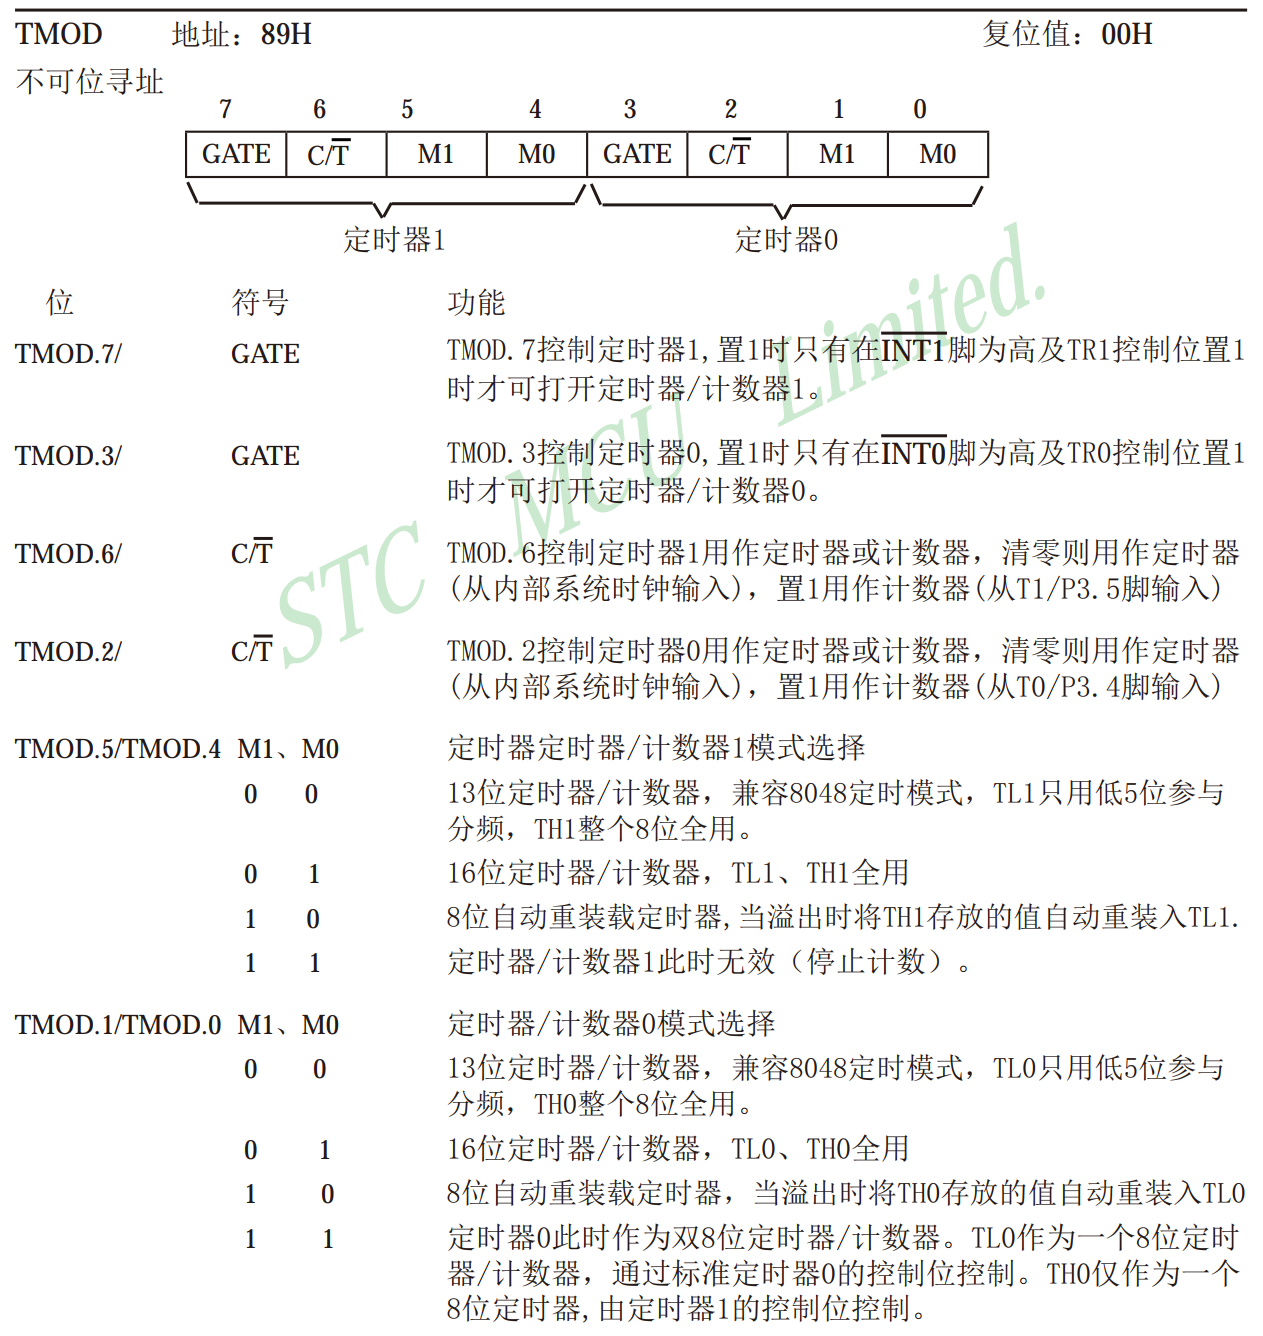 TMOD 地址：89H 复位值：00H
不可位寻址
7 6 5 4 3 2 1 0
GATE C/T̅ M1 M0 GATE C/T̅ M1 M0
定时器1 定时器0
位 符号 功能
TMOD.7/ GATE TMOD.7控制定时器1,置1时只有在I̅N̅T̅1̅脚为高及TR1控制位置1
时才可打开定时器/计数器1。
TMOD.3/ GATE TMOD.3控制定时器0,置1时只有在I̅N̅T̅0̅脚为高及TR0控制位置1
时才可打开定时器/计数器0。
TMOD.6/ C/T̅ TMOD.6控制定时器1用作定时器或计数器，清零则用作定时器
(从内部系统时钟输入)，置1用作计数器(从T1/P3.5脚输入)
TMOD.2/ C/T̅ TMOD.2控制定时器0用作定时器或计数器，清零则用作定时器
(从内部系统时钟输入)，置1用作计数器(从T0/P3.4脚输入)
TMOD.5/TMOD.4 M1、M0 定时器定时器/计数器1模式选择
0 0 13位定时器/计数器，兼容8048定时模式，TL1只用低5位参与
分频，TH1整个8位全用。
0 1 16位定时器/计数器，TL1、TH1全用
1 0 8位自动重装载定时器,当溢出时将TH1存放的值自动重装入TL1.
1 1 定时器/计数器1此时无效（停止计数）。
TMOD.1/TMOD.0 M1、M0 定时器/计数器0模式选择
0 0 13位定时器/计数器，兼容8048定时模式，TL0只用低5位参与
分频，TH0整个8位全用。
0 1 16位定时器/计数器，TL0、TH0全用
1 0 8位自动重装载定时器，当溢出时将TH0存放的值自动重装入TL0
1 1 定时器0此时作为双8位定时器/计数器。TL0作为一个8位定时
器/计数器，通过标准定时器0的控制位控制。TH0仅作为一个
8位定时器,由定时器1的控制位控制。
STC MCU Limited.